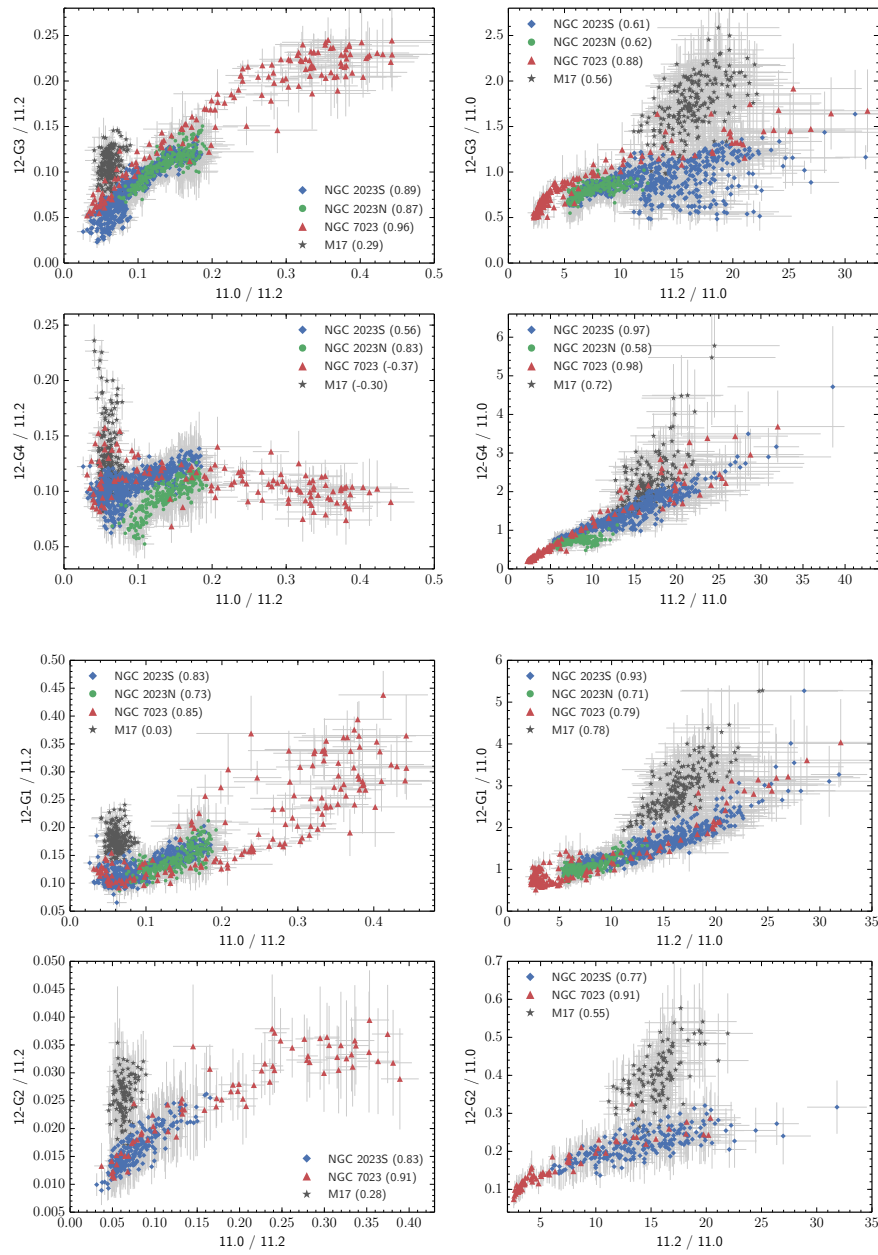 0.25
0.20
0.15
0.10
0.05
0.00
12-G3 / 11.2
NGC 2023S (0.89)
NGC 2023N (0.87)
NGC 7023 (0.96)
M17 (0.29)
0.0 0.1 0.2 0.3 0.4 0.5
11.0 / 11.2
2.5
2.0
1.5
1.0
0.5
0.0
12-G3 / 11.0
NGC 2023S (0.61)
NGC 2023N (0.62)
NGC 7023 (0.88)
M17 (0.56)
0 5 10 15 20 25 30
11.2 / 11.0
0.25
0.20
0.15
0.10
0.05
12-G4 / 11.2
NGC 2023S (0.56)
NGC 2023N (0.83)
NGC 7023 (-0.37)
M17 (-0.30)
0.0 0.1 0.2 0.3 0.4 0.5
11.0 / 11.2
6
5
4
3
2
1
0
12-G4 / 11.0
NGC 2023S (0.97)
NGC 2023N (0.58)
NGC 7023 (0.98)
M17 (0.72)
0 5 10 15 20 25 30 35 40
11.2 / 11.0
0.50
0.45
0.40
0.35
0.30
0.25
0.20
0.15
0.10
0.05
12-G1 / 11.2
NGC 2023S (0.83)
NGC 2023N (0.73)
NGC 7023 (0.85)
M17 (0.03)
0.0 0.1 0.2 0.3 0.4
11.0 / 11.2
6
5
4
3
2
1
0
12-G1 / 11.0
NGC 2023S (0.93)
NGC 2023N (0.71)
NGC 7023 (0.79)
M17 (0.78)
0 5 10 15 20 25 30 35
11.2 / 11.0
0.050
0.045
0.040
0.035
0.030
0.025
0.020
0.015
0.010
0.005
12-G2 / 11.2
NGC 2023S (0.83)
NGC 7023 (0.91)
M17 (0.28)
0.00 0.05 0.10 0.15 0.20 0.25 0.30 0.35 0.40
11.0 / 11.2
0.7
0.6
0.5
0.4
0.3
0.2
0.1
12-G2 / 11.0
NGC 2023S (0.77)
NGC 7023 (0.91)
M17 (0.55)
5 10 15 20 25 30 35
11.2 / 11.0